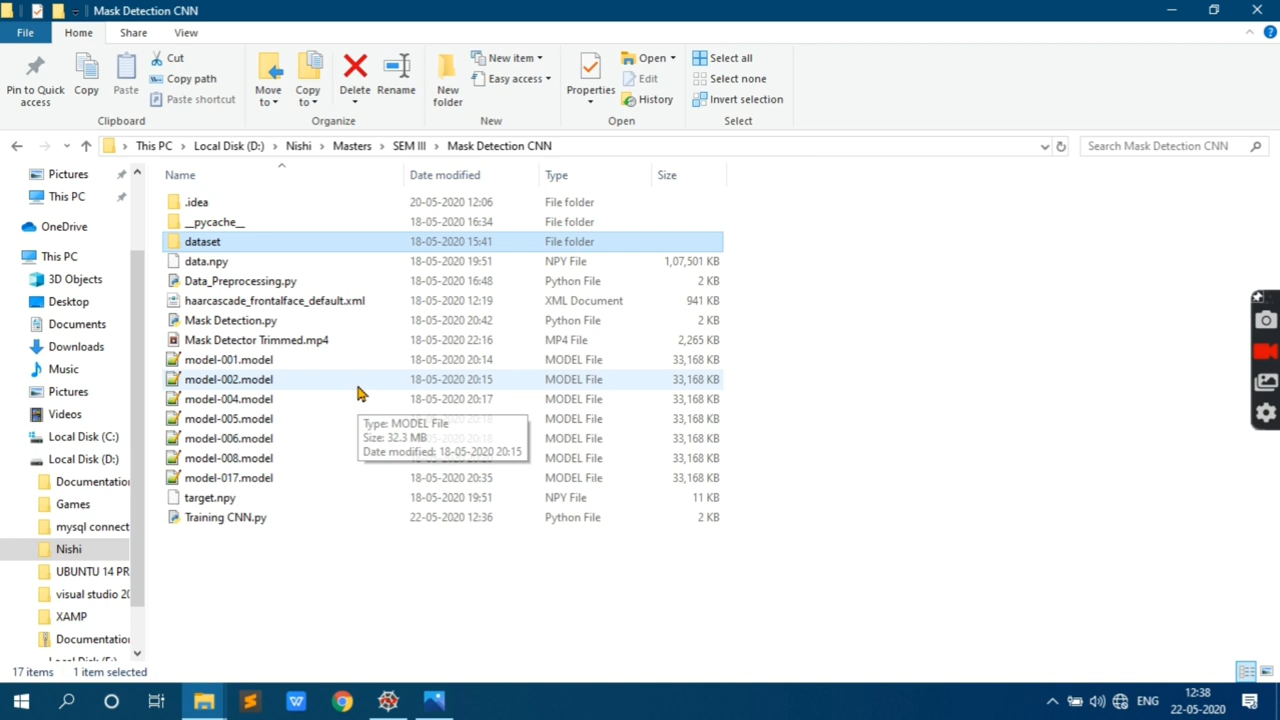 Mask Detection CNN
File Home Share View
Pin to Quick access
Copy
Paste
Cut
Copy path
Paste shortcut
Clipboard
Move to
Copy to
Delete
Rename
Organize
New folder
New item
Easy access
New
Properties
Open
Edit
History
Open
Select all
Select none
Invert selection
Select
This PC Local Disk (D:) Nishi Masters SEM III Mask Detection CNN
Search Mask Detection CNN
Pictures
This PC
OneDrive
This PC
3D Objects
Desktop
Documents
Downloads
Music
Pictures
Videos
Local Disk (C:)
Local Disk (D:)
Documentation
Games
mysql connect
Nishi
UBUNTU 14 PR
visual studio 20
XAMP
Documentation
Name Date modified Type Size
.idea 20-05-2020 12:06 File folder
__pycache__ 18-05-2020 16:34 File folder
dataset 18-05-2020 15:41 File folder
data.npy 18-05-2020 19:51 NPY File 1,07,501 KB
Data_Preprocessing.py 18-05-2020 16:48 Python File 2 KB
haarcascade_frontalface_default.xml 18-05-2020 12:19 XML Document 941 KB
Mask Detection.py 18-05-2020 20:42 Python File 2 KB
Mask Detector Trimmed.mp4 18-05-2020 22:16 MP4 File 2,265 KB
model-001.model 18-05-2020 20:14 MODEL File 33,168 KB
model-002.model 18-05-2020 20:15 MODEL File 33,168 KB
model-004.model 18-05-2020 20:17 MODEL File 33,168 KB
model-005.model MODEL File 33,168 KB
model-006.model MODEL File 33,168 KB
model-008.model MODEL File 33,168 KB
model-017.model 18-05-2020 20:35 MODEL File 33,168 KB
target.npy 18-05-2020 19:51 NPY File 11 KB
Training CNN.py 22-05-2020 12:36 Python File 2 KB
Type: MODEL File
Size: 32.3 MB
Date modified: 18-05-2020 20:15
17 items 1 item selected
ENG
12:38
22-05-2020